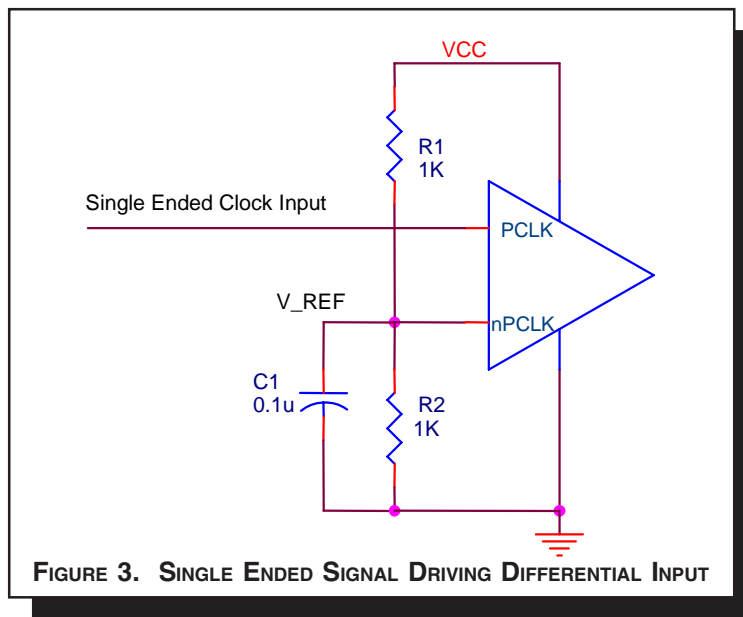 VCC
R1
1K
Single Ended Clock Input
PCLK
V_REF
nPCLK
C1
0.1u
R2
1K
FIGURE 3. SINGLE ENDED SIGNAL DRIVING DIFFERENTIAL INPUT